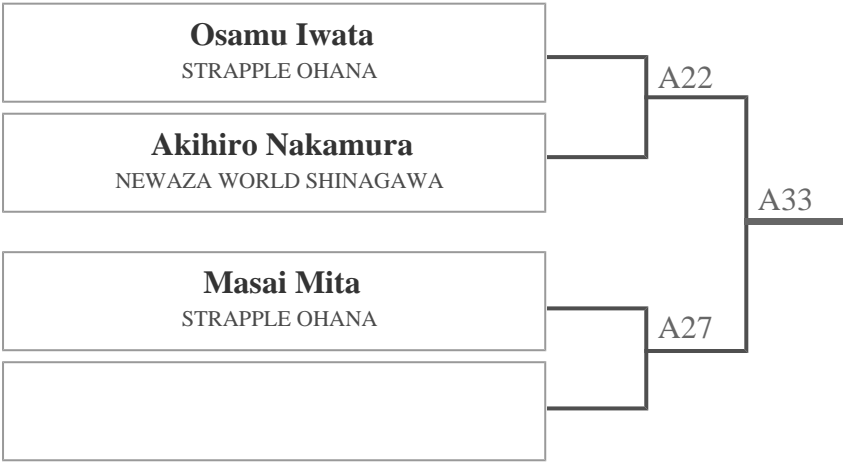 Osamu Iwata
STRAPPLE OHANA
A22
Akihiro Nakamura
NEWAZA WORLD SHINAGAWA
A33
Masai Mita
STRAPPLE OHANA
A27